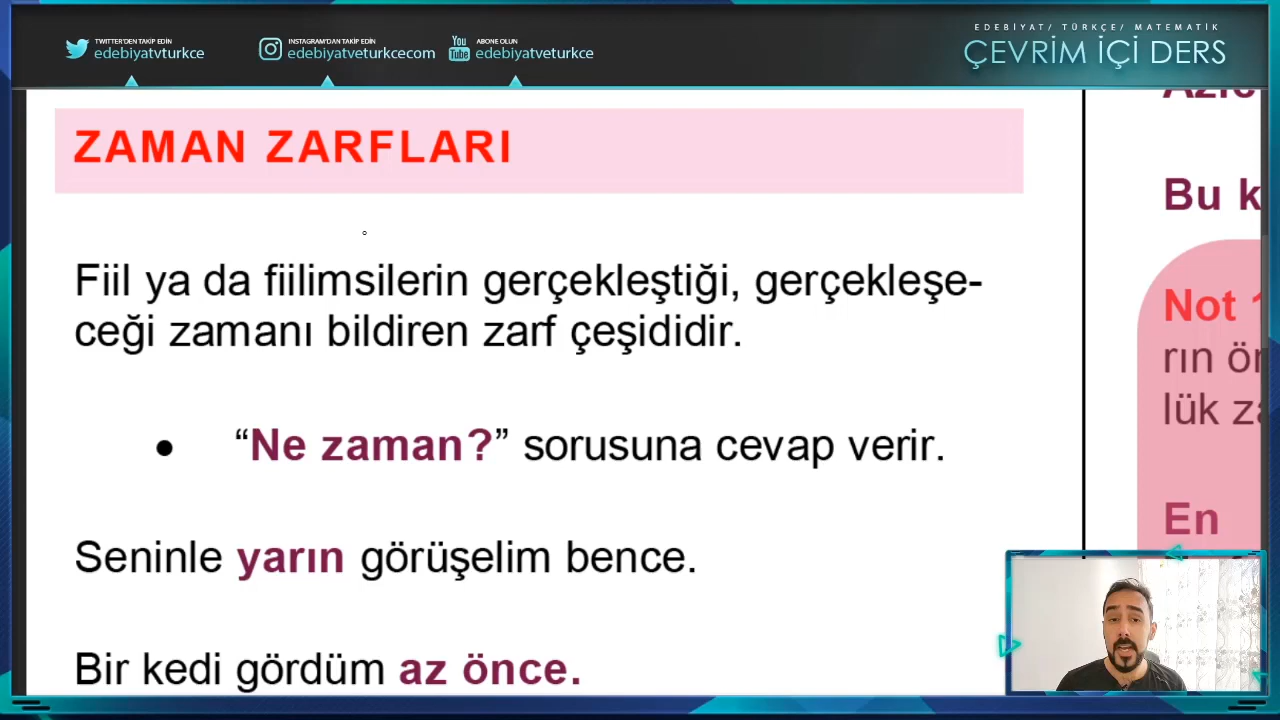 TWITTER'DEN TAKİP EDİN
edebiyatvturkce
INSTAGRAM'DAN TAKİP EDİN
edebiyatveturkcecom
You
Tube
ABONE OLUN
edebiyatveturkce
EDEBİYAT/ TÜRKÇE/ MATEMATİK
ÇEVRİM İÇİ DERS
ZAMAN ZARFLARI
Fiil ya da fiilimsilerin gerçekleştiği, gerçekleşe-
ceği zamanı bildiren zarf çeşididir.
● “Ne zaman?” sorusuna cevap verir.
Seninle yarın görüşelim bence.
Bir kedi gördüm az önce.
Bu
Not
rın
lük
En